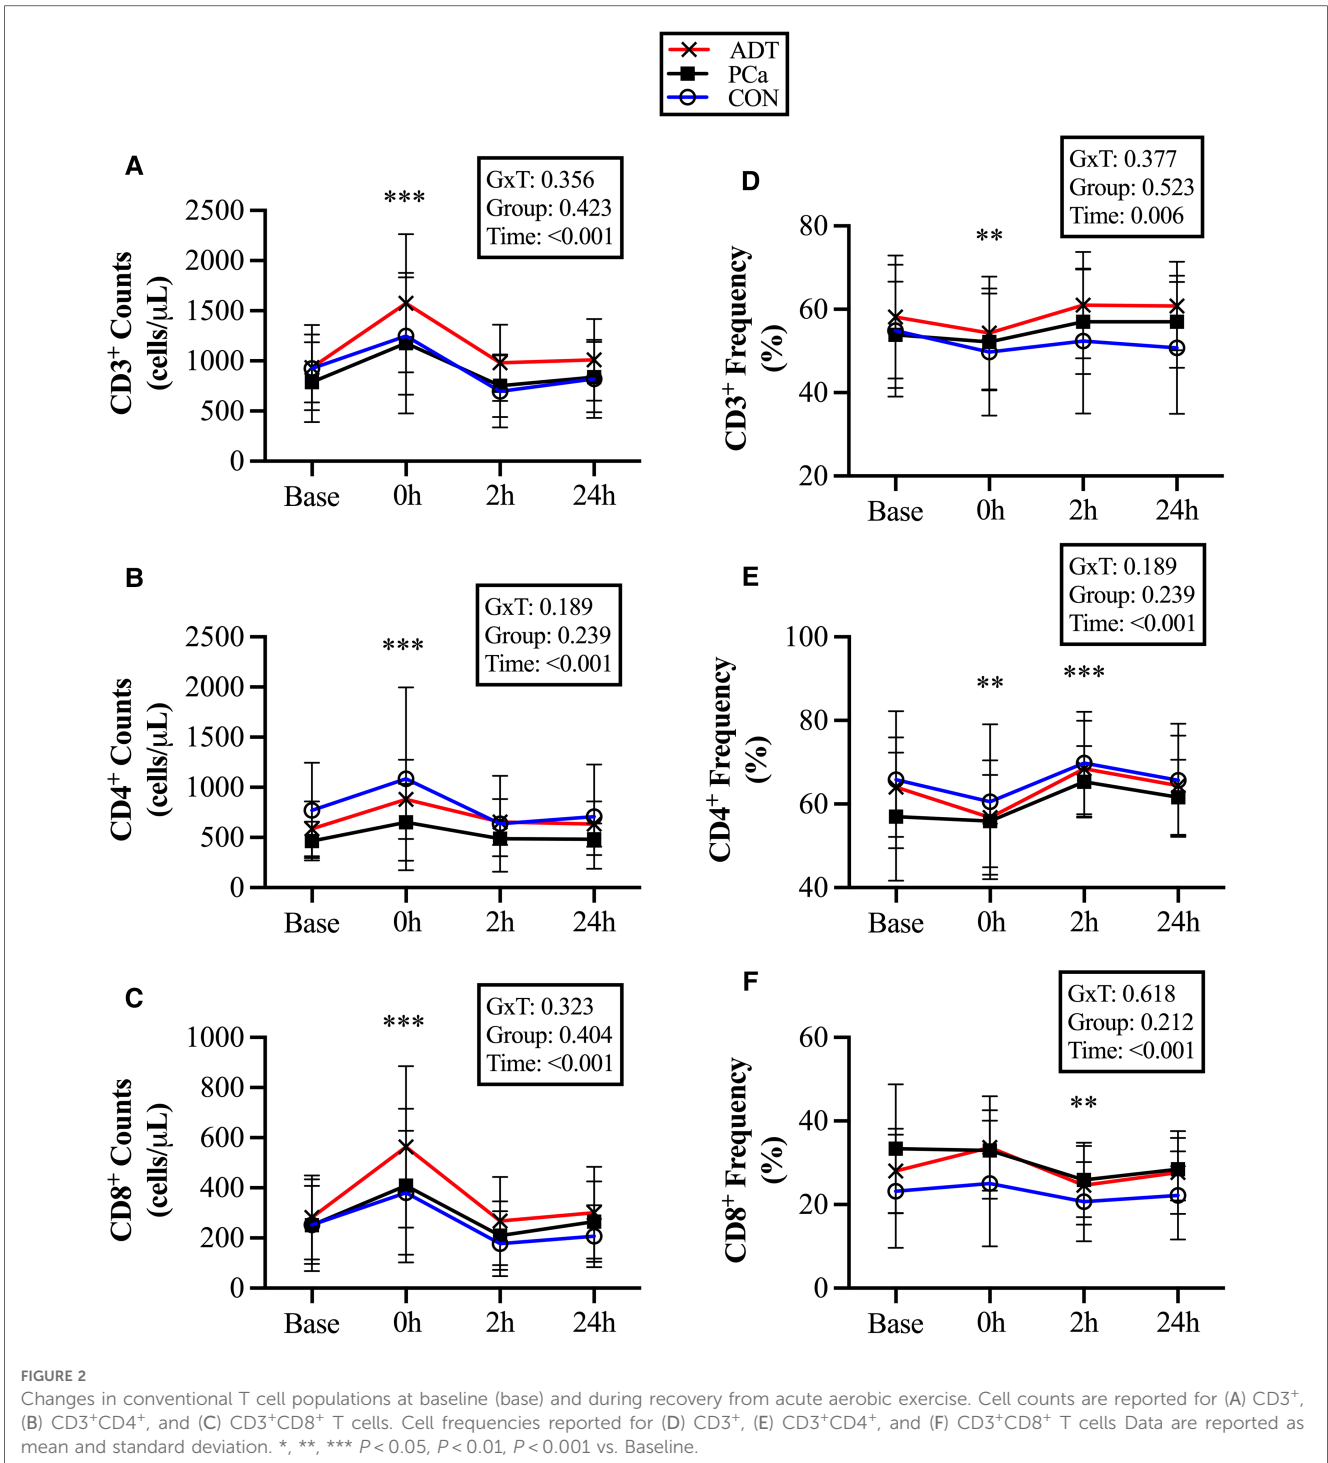 ADT
PCa
CON
A
GxT: 0.356
Group: 0.423
Time: <0.001
***
CD3+ Counts
(cells/μL)
2500
2000
1500
1000
500
0
Base 0h 2h 24h
D
GxT: 0.377
Group: 0.523
Time: 0.006
**
CD3+ Frequency
(%)
80
60
40
20
Base 0h 2h 24h
B
GxT: 0.189
Group: 0.239
Time: <0.001
***
CD4+ Counts
(cells/μL)
2500
2000
1500
1000
500
0
Base 0h 2h 24h
E
GxT: 0.189
Group: 0.239
Time: <0.001
** ***
CD4+ Frequency
(%)
100
80
60
40
Base 0h 2h 24h
C
GxT: 0.323
Group: 0.404
Time: <0.001
***
CD8+ Counts
(cells/μL)
1000
800
600
400
200
0
Base 0h 2h 24h
F
GxT: 0.618
Group: 0.212
Time: <0.001
**
CD8+ Frequency
(%)
60
40
20
0
Base 0h 2h 24h
FIGURE 2
Changes in conventional T cell populations at baseline (base) and during recovery from acute aerobic exercise. Cell counts are reported for (A) CD3+,
(B) CD3+CD4+, and (C) CD3+CD8+ T cells. Cell frequencies reported for (D) CD3+, (E) CD3+CD4+, and (F) CD3+CD8+ T cells Data are reported as
mean and standard deviation. *, **, *** P < 0.05, P < 0.01, P < 0.001 vs. Baseline.